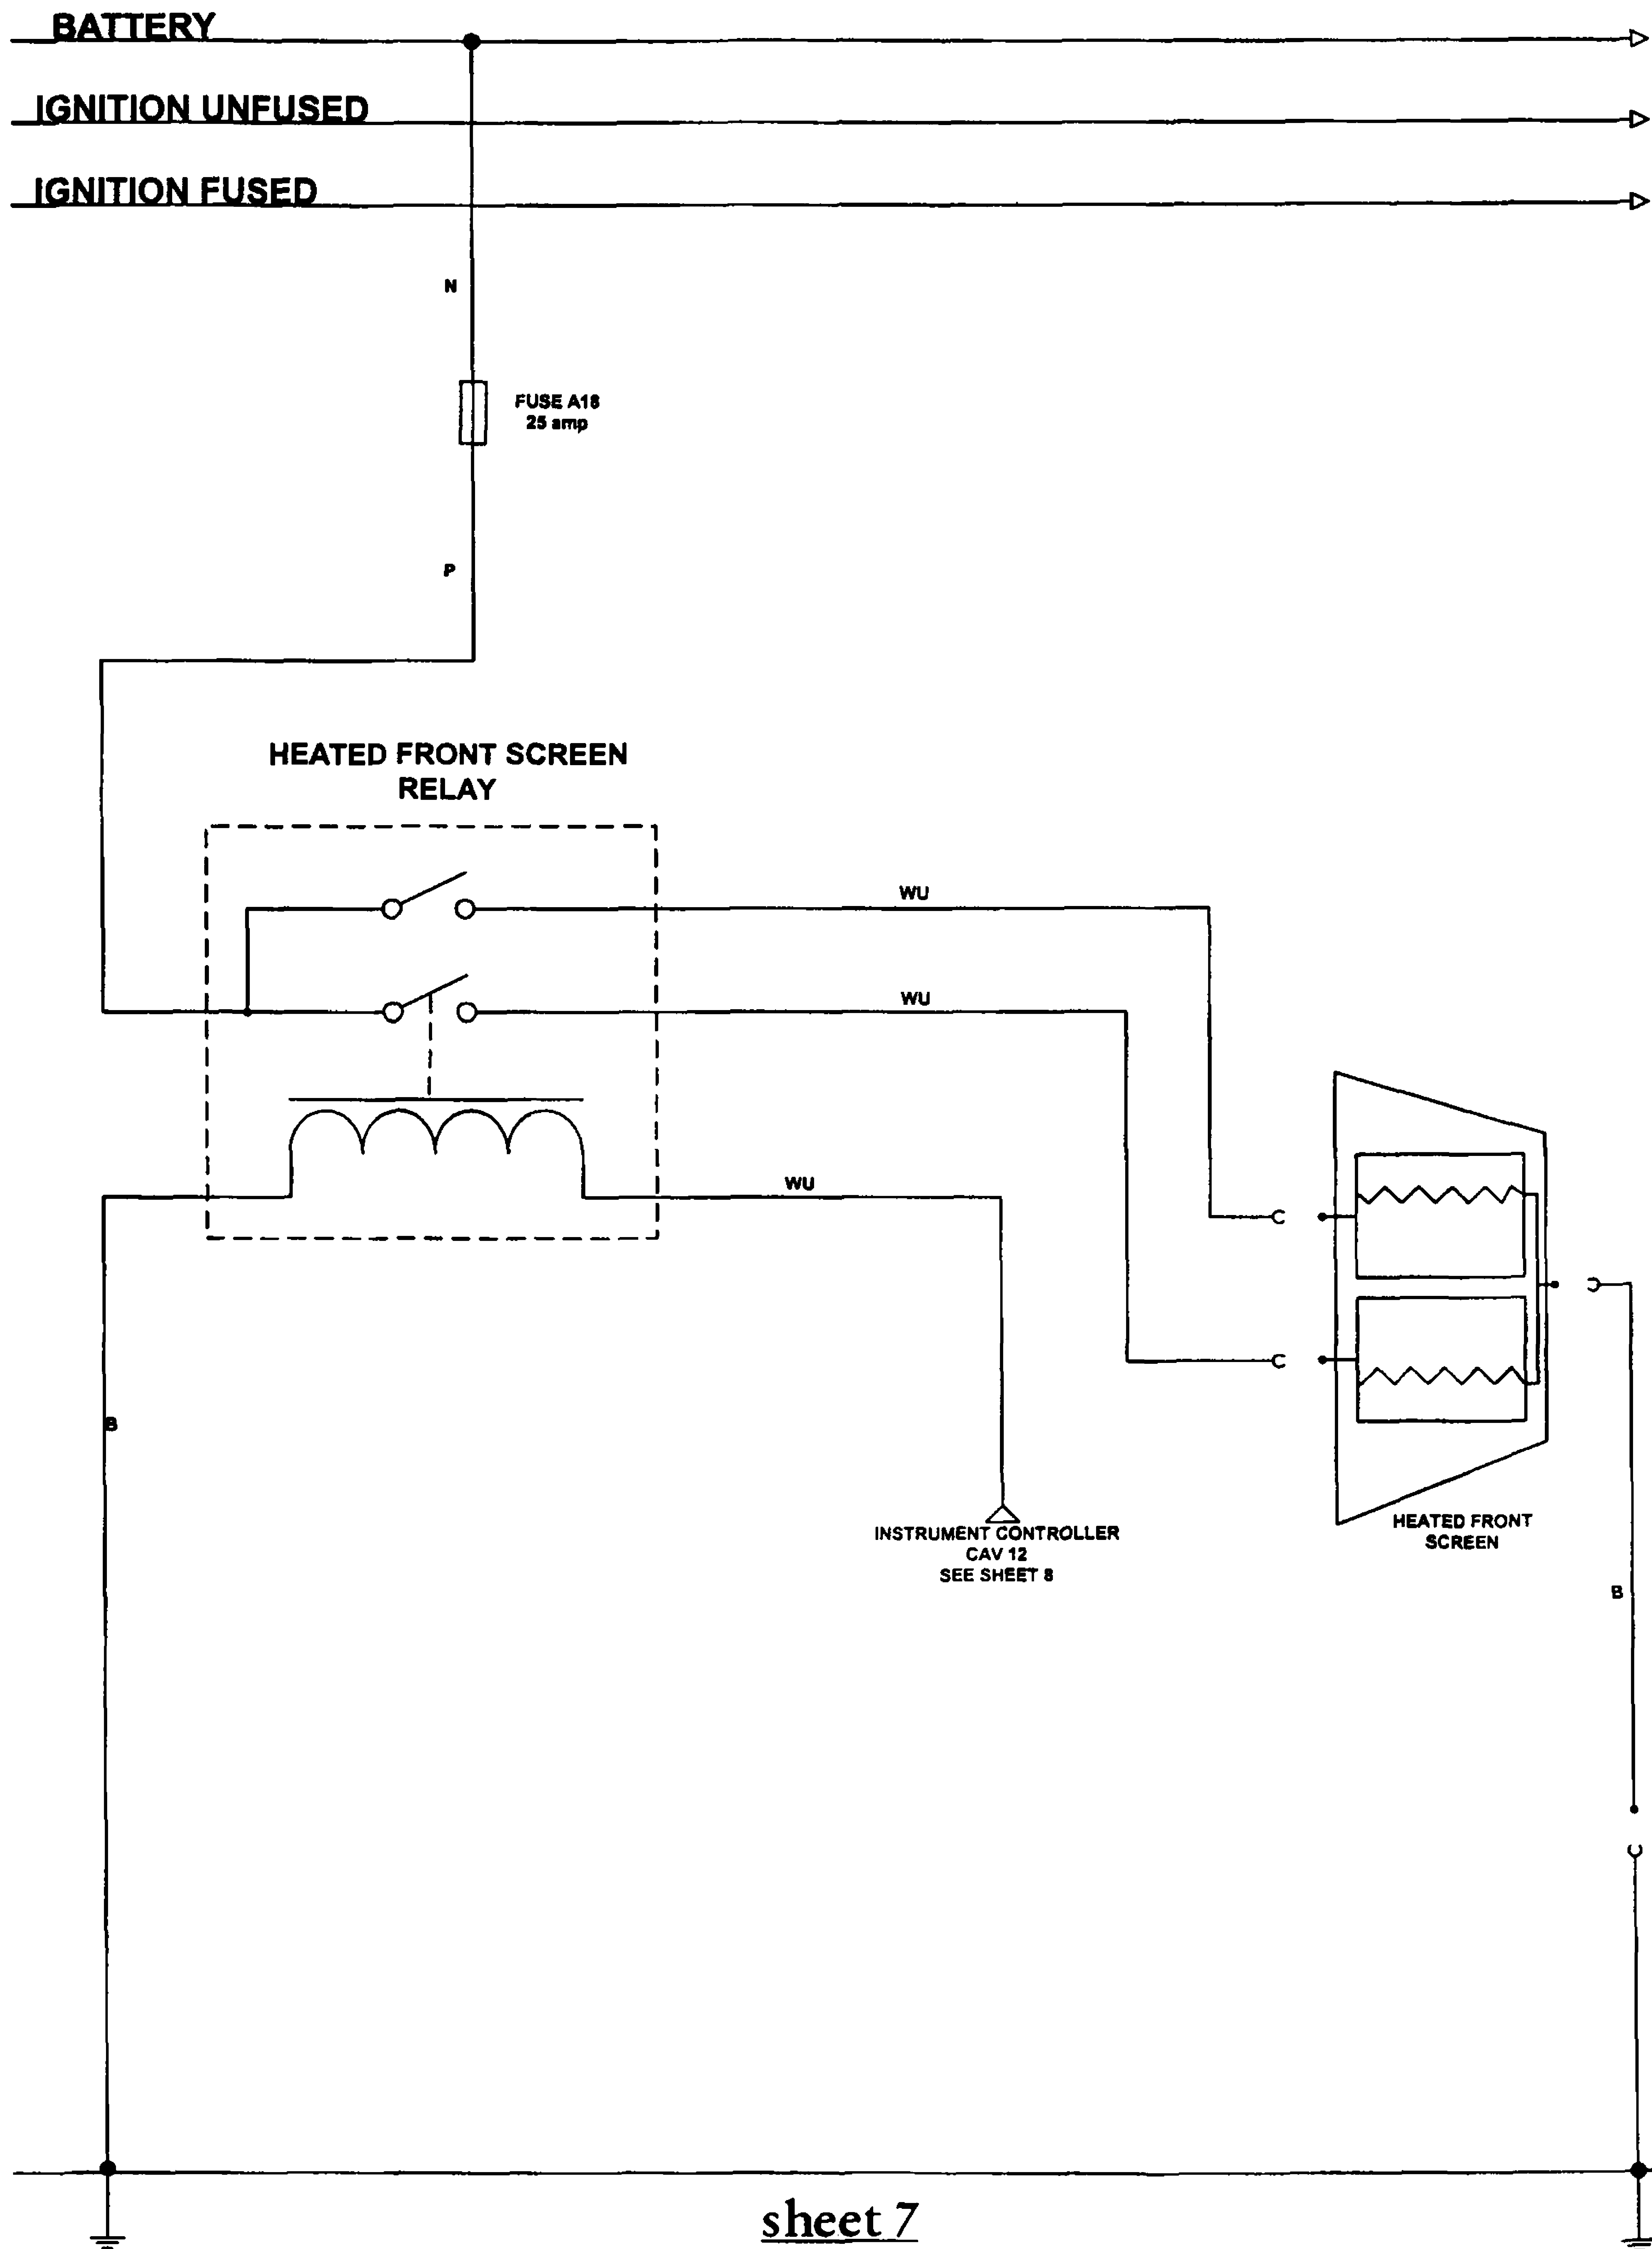 BATTERY
IGNITION UNFUSED
IGNITION FUSED
N
FUSE A18
25 amp
P
HEATED FRONT SCREEN
RELAY
WU
WU
WU
B
INSTRUMENT CONTROLLER
CAV 12
SEE SHEET 8
HEATED FRONT
SCREEN
B
sheet 7